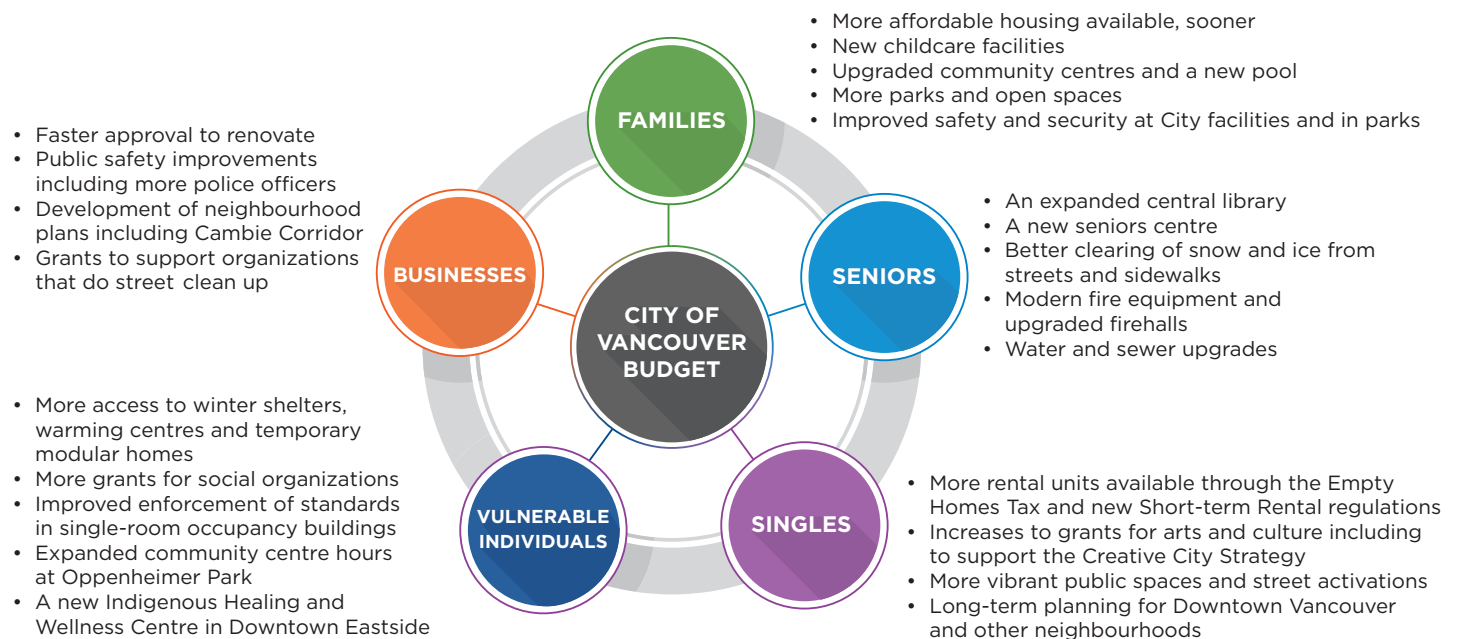 • More affordable housing available, sooner
• New childcare facilities
• Upgraded community centres and a new pool
• More parks and open spaces
• Improved safety and security at City facilities and in parks
FAMILIES
• Faster approval to renovate
• Public safety improvements
including more police officers
• Development of neighbourhood
plans including Cambie Corridor
• Grants to support organizations
that do street clean up
BUSINESSES
SENIORS
• An expanded central library
• A new seniors centre
• Better clearing of snow and ice from
streets and sidewalks
• Modern fire equipment and
upgraded firehalls
• Water and sewer upgrades
CITY OF
VANCOUVER
BUDGET
• More access to winter shelters,
warming centres and temporary
modular homes
• More grants for social organizations
• Improved enforcement of standards
in single-room occupancy buildings
• Expanded community centre hours
at Oppenheimer Park
• A new Indigenous Healing and
Wellness Centre in Downtown Eastside
VULNERABLE
INDIVIDUALS
SINGLES
• More rental units available through the Empty
Homes Tax and new Short-term Rental regulations
• Increases to grants for arts and culture including
to support the Creative City Strategy
• More vibrant public spaces and street activations
• Long-term planning for Downtown Vancouver
and other neighbourhoods